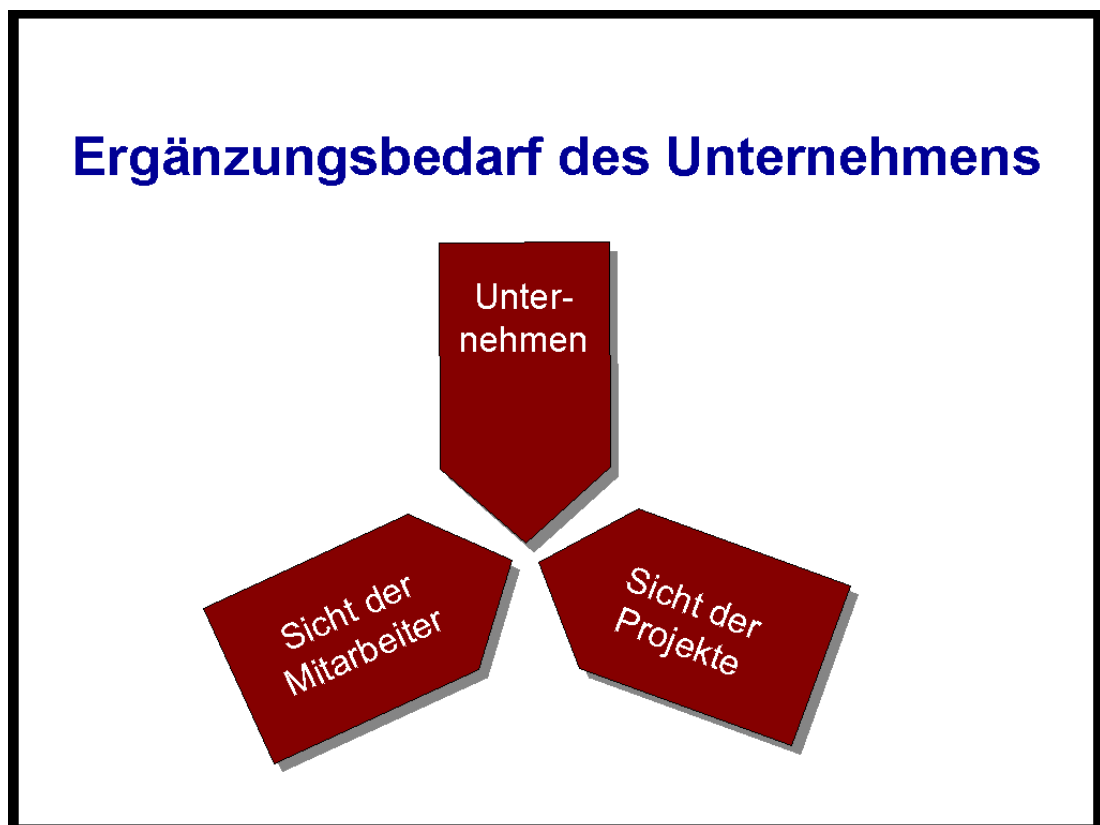 Ergänzungsbedarf des Unternehmens
Unter-
nehmen
Sicht der
Mitarbeiter
Sicht der
Projekte